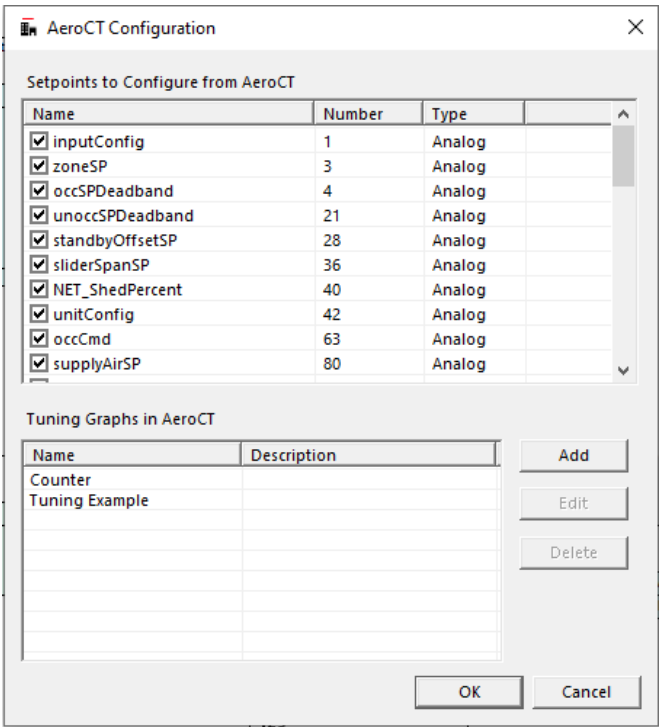 AeroCT Configuration
Setpoints to Configure from AeroCT
Name Number Type
inputConfig 1 Analog
zoneSP 3 Analog
occSPDeadband 4 Analog
unoccSPDeadband 21 Analog
standbyOffsetSP 28 Analog
sliderSpanSP 36 Analog
NET_ShedPercent 40 Analog
unitConfig 42 Analog
occCmd 63 Analog
supplyAirSP 80 Analog
Tuning Graphs in AeroCT
Name Description
Counter
Tuning Example
Add
Edit
Delete
OK Cancel